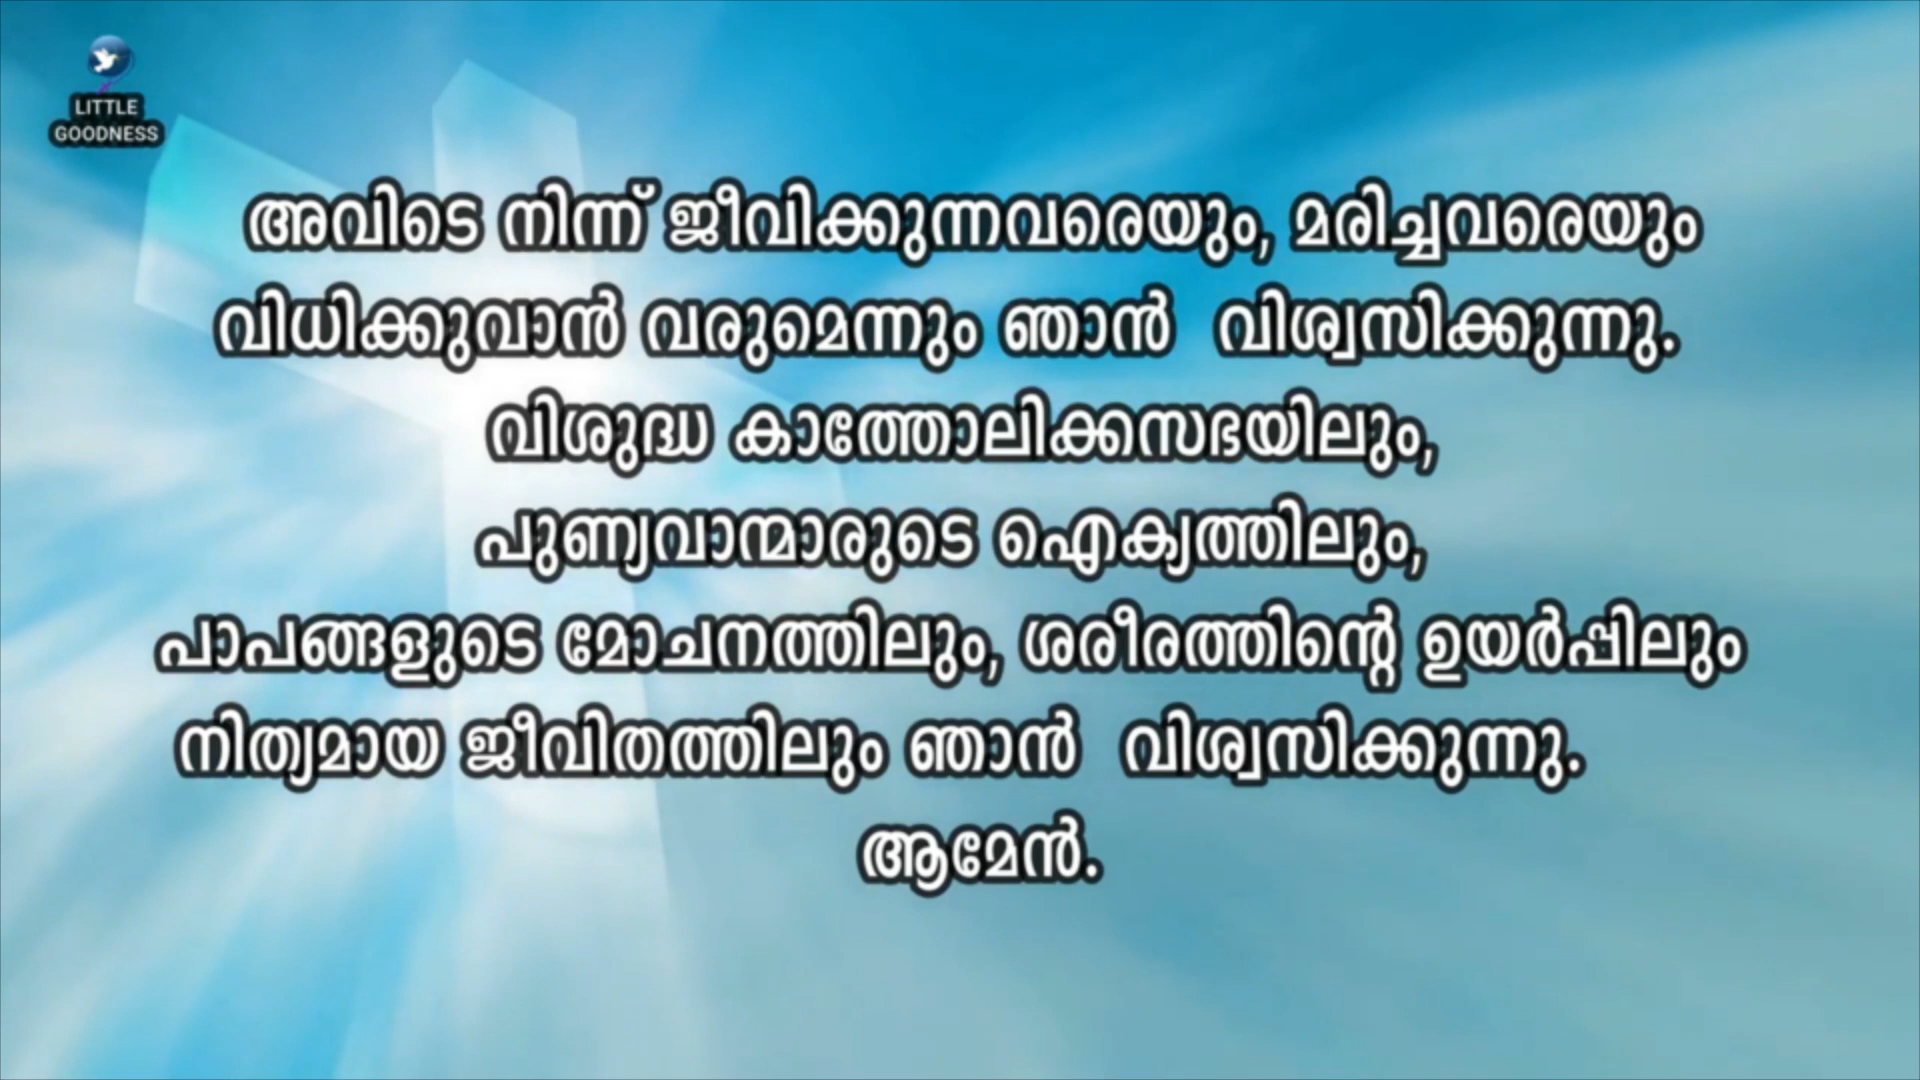 LITTLE
GOODNESS
അവിടെ നിന്ന് ജീവിക്കുന്നവരെയും, മരിച്ചവരെയും
വിധിക്കുവാൻ വരുമെന്നും ഞാൻ വിശ്വസിക്കുന്നു.
വിശുദ്ധ കാത്തോലിക്കസഭയിലും,
പുണ്യവാന്മാരുടെ ഐക്യത്തിലും,
പാപങ്ങളുടെ മോചനത്തിലും, ശരീരത്തിന്റെ ഉയർപ്പിലും
നിത്യമായ ജീവിതത്തിലും ഞാൻ വിശ്വസിക്കുന്നു.
ആമേൻ.